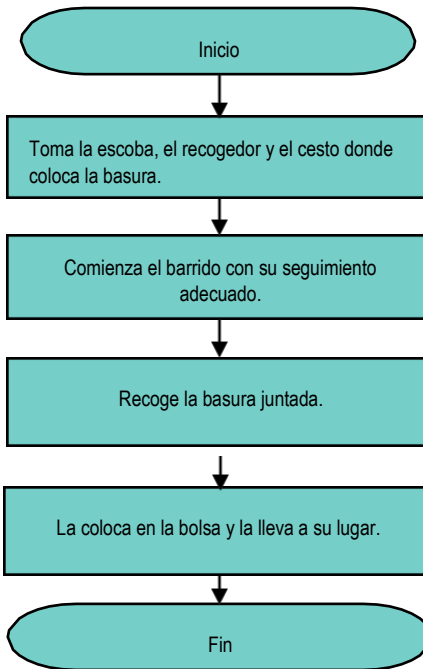 Inicio
Toma la escoba, el recogedor y el cesto donde
coloca la basura.
Comienza el barrido con su seguimiento
adecuado.
Recoge la basura juntada.
La coloca en la bolsa y la lleva a su lugar.
Fin